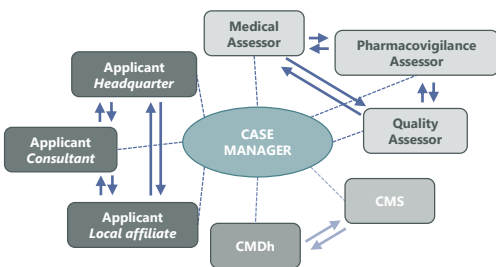 Medical
Assessor
Pharmacovigilance
Assessor
Applicant
Headquarter
Quality
Assessor
CASE
MANAGER
Applicant
Consultant
CMS
Applicant
Local affiliate
CMDh